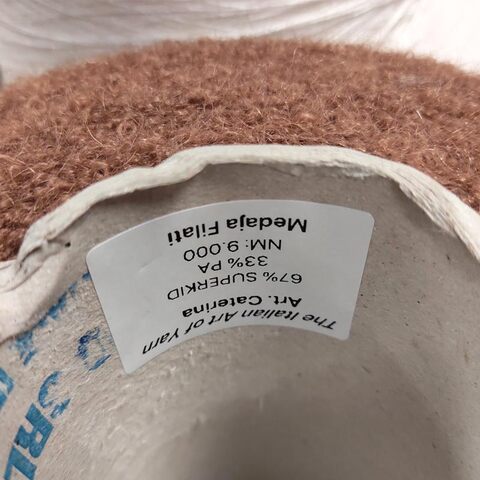 The Italian Art of Yarn
Art. Caterina
67% SUPERKID
33% PA
NM: 9.000
Medaja Filati